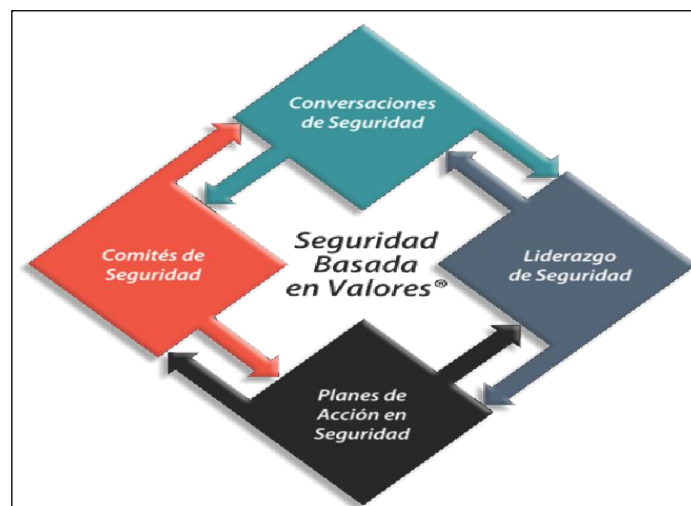 Conversaciones
de Seguridad
Comités de
Seguridad
Seguridad
Basada
en Valores®
Liderazgo
de Seguridad
Planes de
Acción en
Seguridad